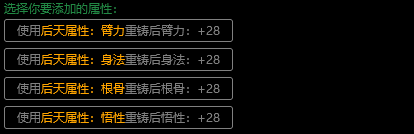 选择你要添加的属性：
使用后天属性：臂力重铸后臂力：+28
使用后天属性：身法重铸后身法：+28
使用后天属性：根骨重铸后根骨：+28
使用后天属性：悟性重铸后悟性：+28